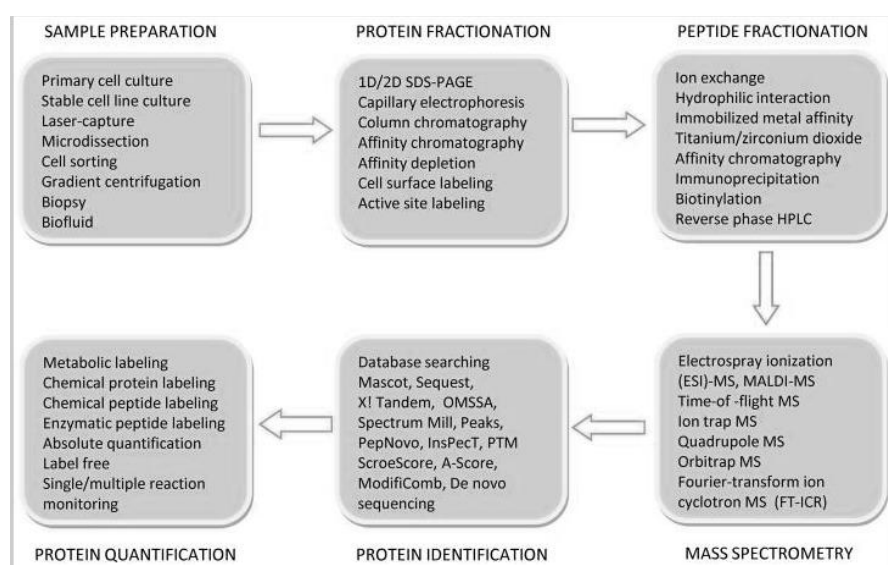 SAMPLE PREPARATION
Primary cell culture
Stable cell line culture
Laser-capture
Microdissection
Cell sorting
Gradient centrifugation
Biopsy
Biofluid
PROTEIN FRACTIONATION
1D/2D SDS-PAGE
Capillary electrophoresis
Column chromatography
Affinity chromatography
Affinity depletion
Cell surface labeling
Active site labeling
PEPTIDE FRACTIONATION
Ion exchange
Hydrophilic interaction
Immobilized metal affinity
Titanium/zirconium dioxide
Affinity chromatography
Immunoprecipitation
Biotinylation
Reverse phase HPLC
Electrospray ionization
(ESI)-MS, MALDI-MS
Time-of -flight MS
Ion trap MS
Quadrupole MS
Orbitrap MS
Fourier-transform ion
cyclotron MS (FT-ICR)
MASS SPECTROMETRY
Database searching
Mascot, Sequest,
X! Tandem, OMSSA,
Spectrum Mill, Peaks,
PepNovo, InsPecT, PTM
ScroeScore, A-Score,
ModifiComb, De novo
sequencing
PROTEIN IDENTIFICATION
Metabolic labeling
Chemical protein labeling
Chemical peptide labeling
Enzymatic peptide labeling
Absolute quantification
Label free
Single/multiple reaction
monitoring
PROTEIN QUANTIFICATION